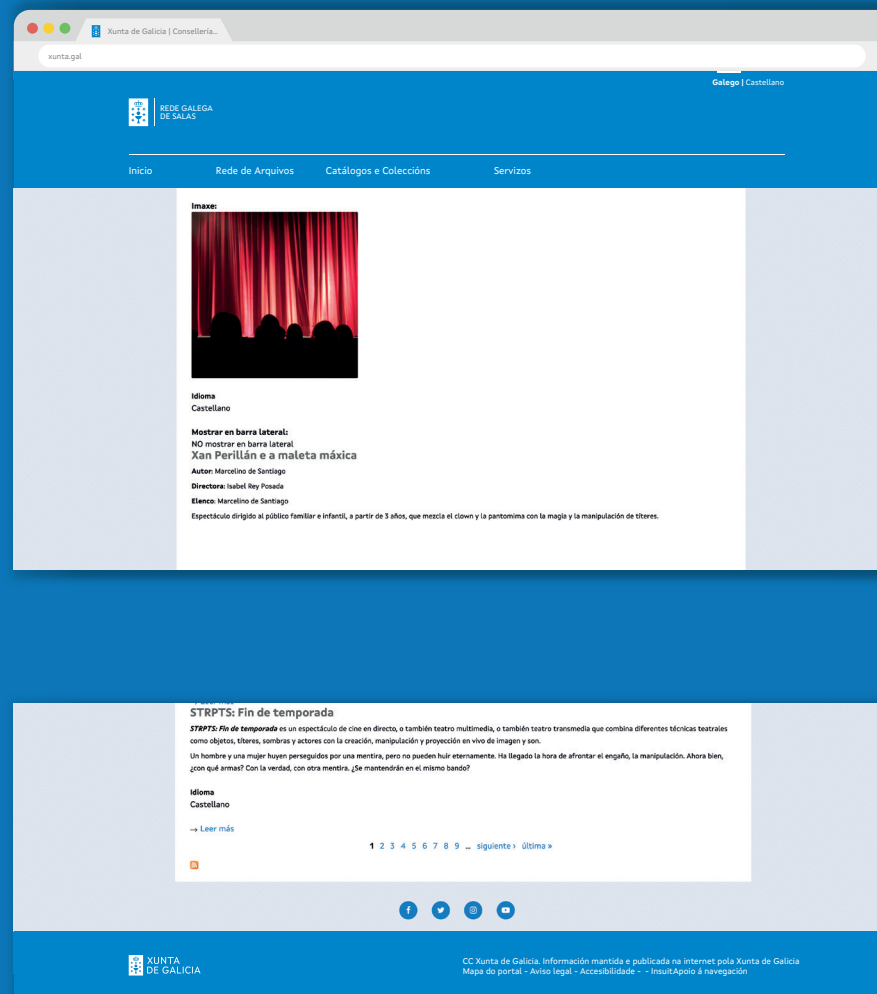 Xunta de Galicia | Consellería..
xunta.gal
Galego | Castellano
REDE GALEGA
DE SALAS
Inicio Rede de Arquivos Catálogos e Coleccións Servizos
Imaxe:
Idioma
Castellano
Mostrar en barra lateral:
NO mostrar en barra lateral
Xan Perillán e a maleta máxica
Autor: Marcelino de Santiago
Directora: Isabel Rey Posada
Elenco: Marcelino de Santiago
Espectáculo dirigido al público familiar e infantil, a partir de 3 años, que mezcla el clown y la pantomima con la magia y la manipulación de títeres.
STRPTS: Fin de temporada
STRPTS: Fin de temporada es un espectáculo de cine en directo, o también teatro multimedia, o también teatro transmedia que combina diferentes técnicas teatrales
como objetos, títeres, sombras y actores con la creación, manipulación y proyección en vivo de imagen y son.
Un hombre y una mujer huyen perseguidos por una mentira, pero no pueden huir eternamente. Ha llegado la hora de afrontar el engaño, la manipulación. Ahora bien,
¿con qué armas? Con la verdad, con otra mentira. ¿Se mantendrán en el mismo bando?
Idioma
Castellano
→ Leer más
1 2 3 4 5 6 7 8 9 … siguiente › última »
XUNTA
DE GALICIA
CC Xunta de Galicia. Información mantida e publicada na internet pola Xunta de Galicia
Mapa do portal - Aviso legal - Accesibilidade - - InsuitApoio á navegación